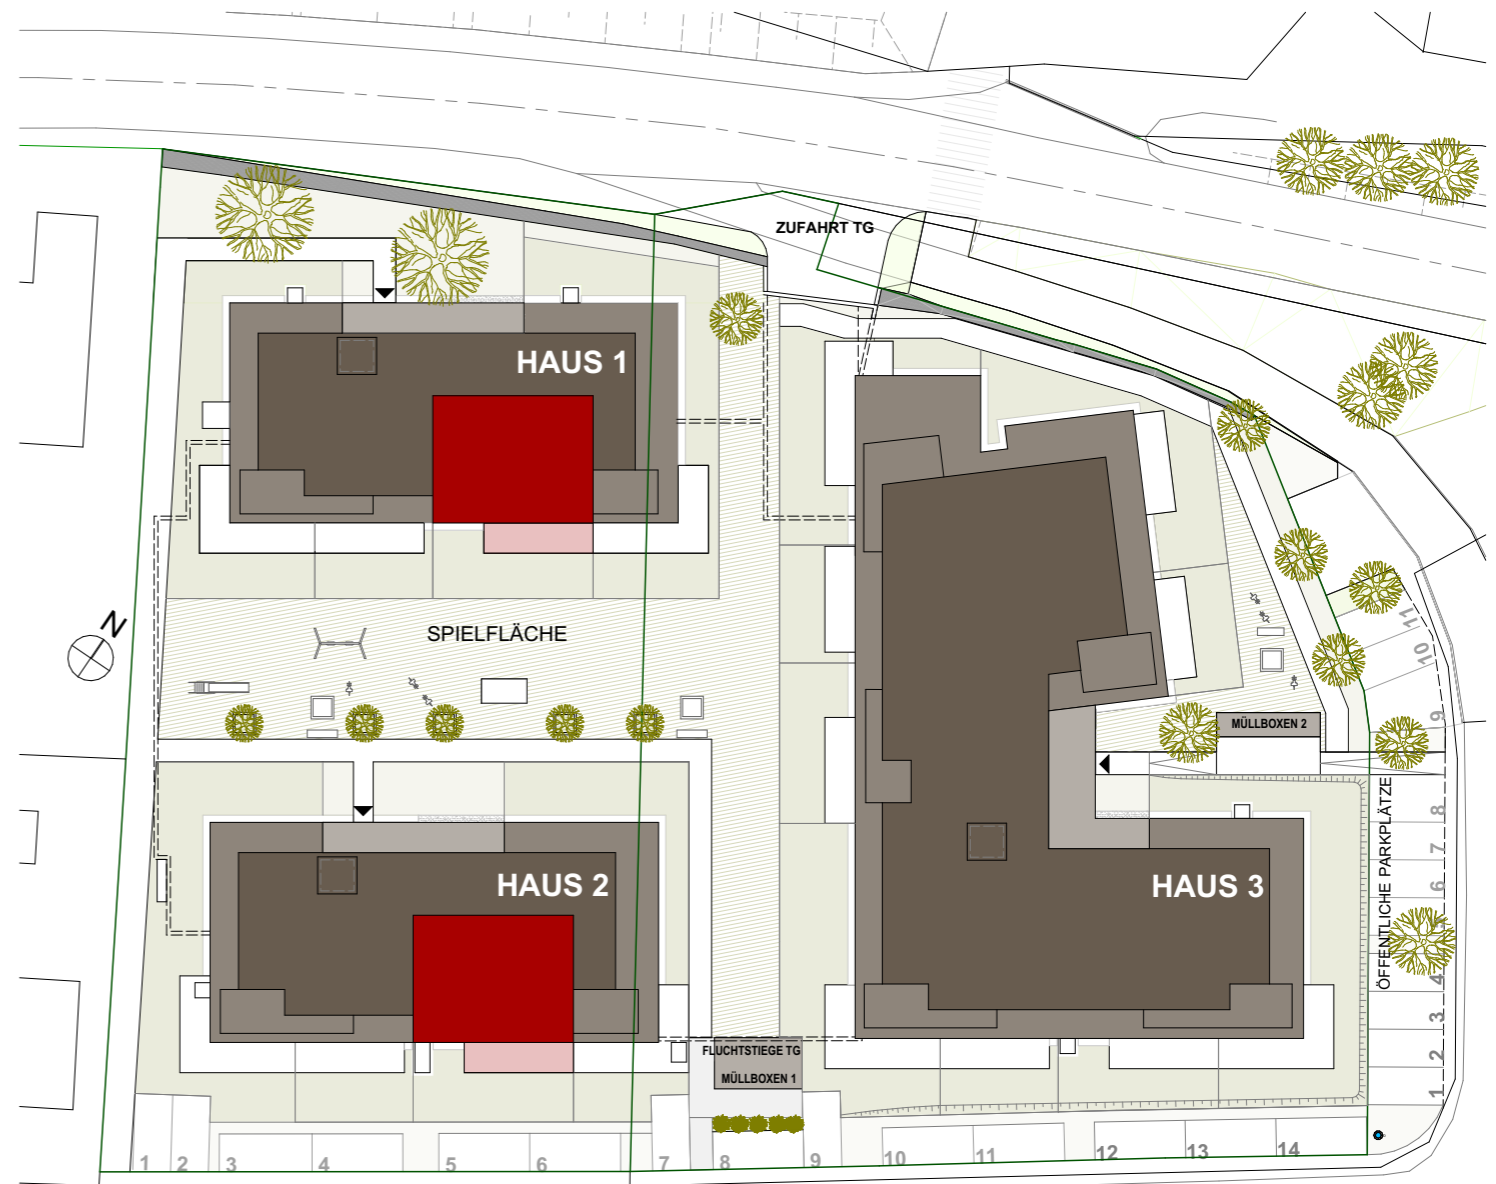 ZUFAHRT TG
HAUS 1
N
SPIELFLÄCHE
11
10
9
MÜLLBOXEN 2
ÖFFENTLICHE PARKPLÄTZE
8
7
6
5
4
3
2
1
HAUS 2
HAUS 3
FLUCHTSTIEGE TG
MÜLLBOXEN 1
1 2 3 4 5 6 7 8 9 10 11 12 13 14